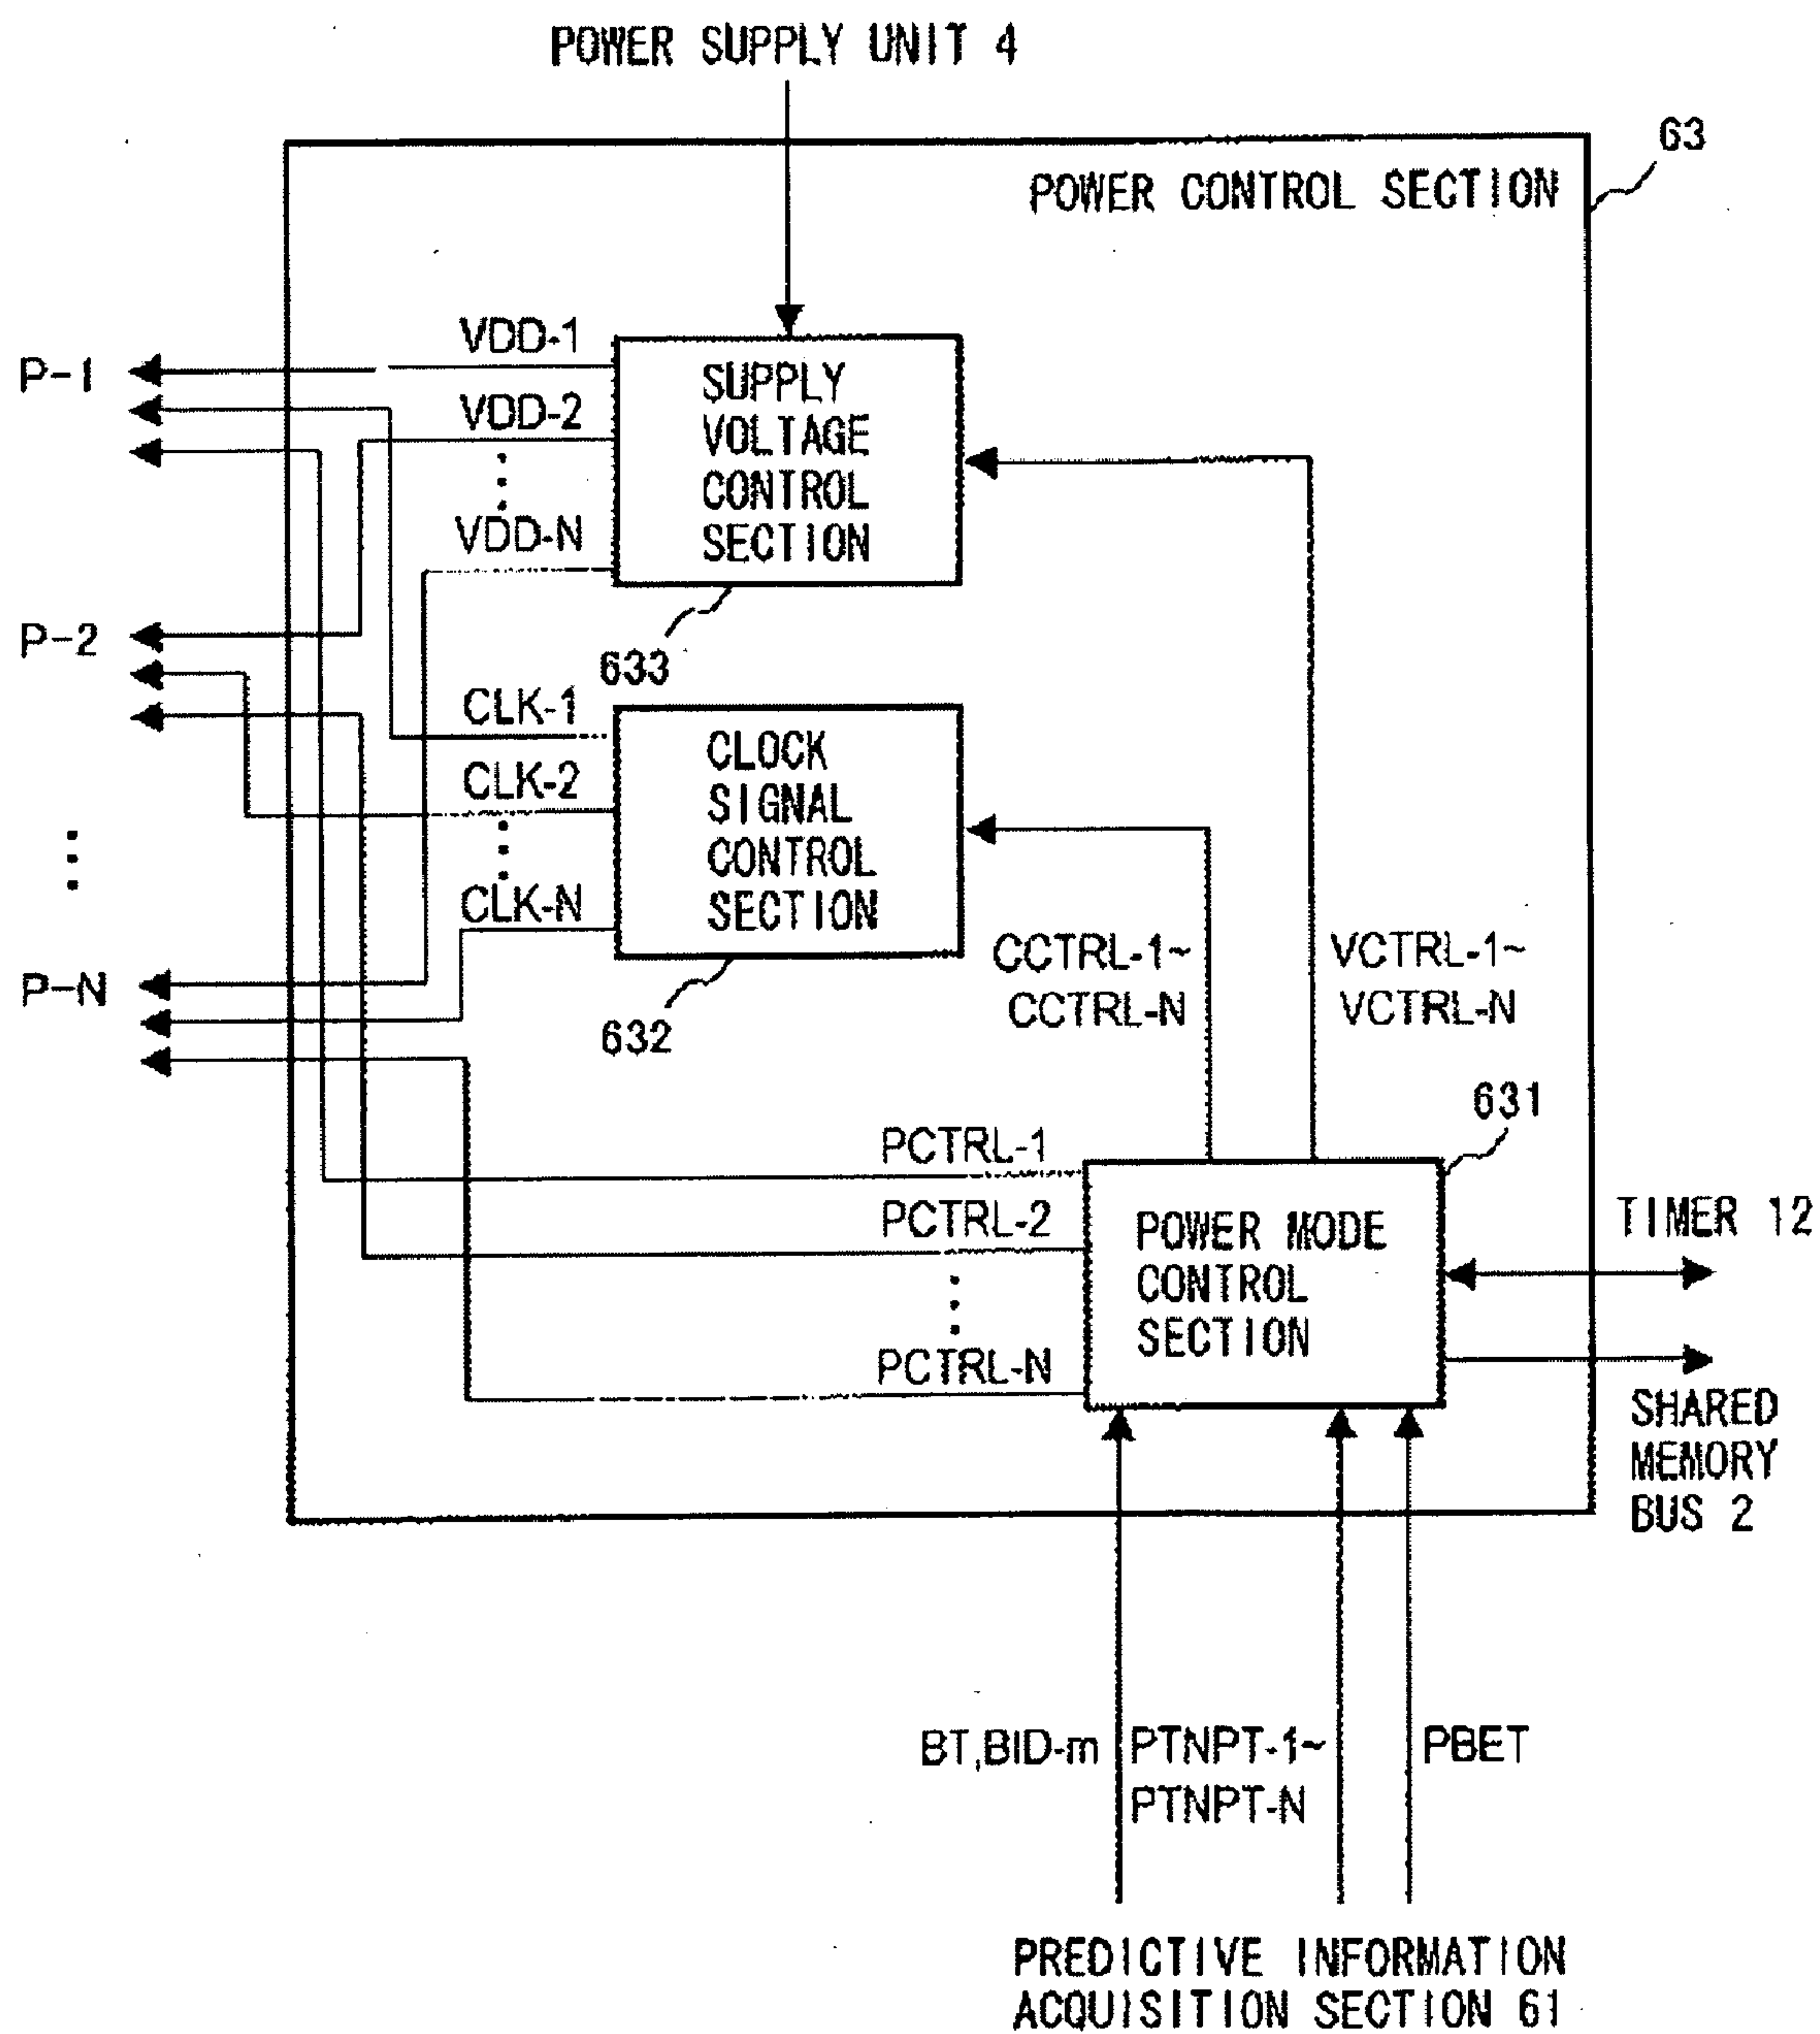 POWER SUPPLY UNIT 4
63
POWER CONTROL SECTION
P-1
VDD-1
VDD-2
VDD-N
SUPPLY
VOLTAGE
CONTROL
SECTION
633
P-2
CLK-1
CLK-2
CLK-N
CLOCK
SIGNAL
CONTROL
SECTION
632
P-N
CCTRL-1~
CCTRL-N
VCTRL-1~
VCTRL-N
631
PCTRL-1
PCTRL-2
PCTRL-N
POWER MODE
CONTROL
SECTION
TIMER 12
SHARED
MEMORY
BUS 2
BT,BID-m
PTNPT-1~
PTNPT-N
PBET
PREDICTIVE INFORMATION
ACQUISITION SECTION 61